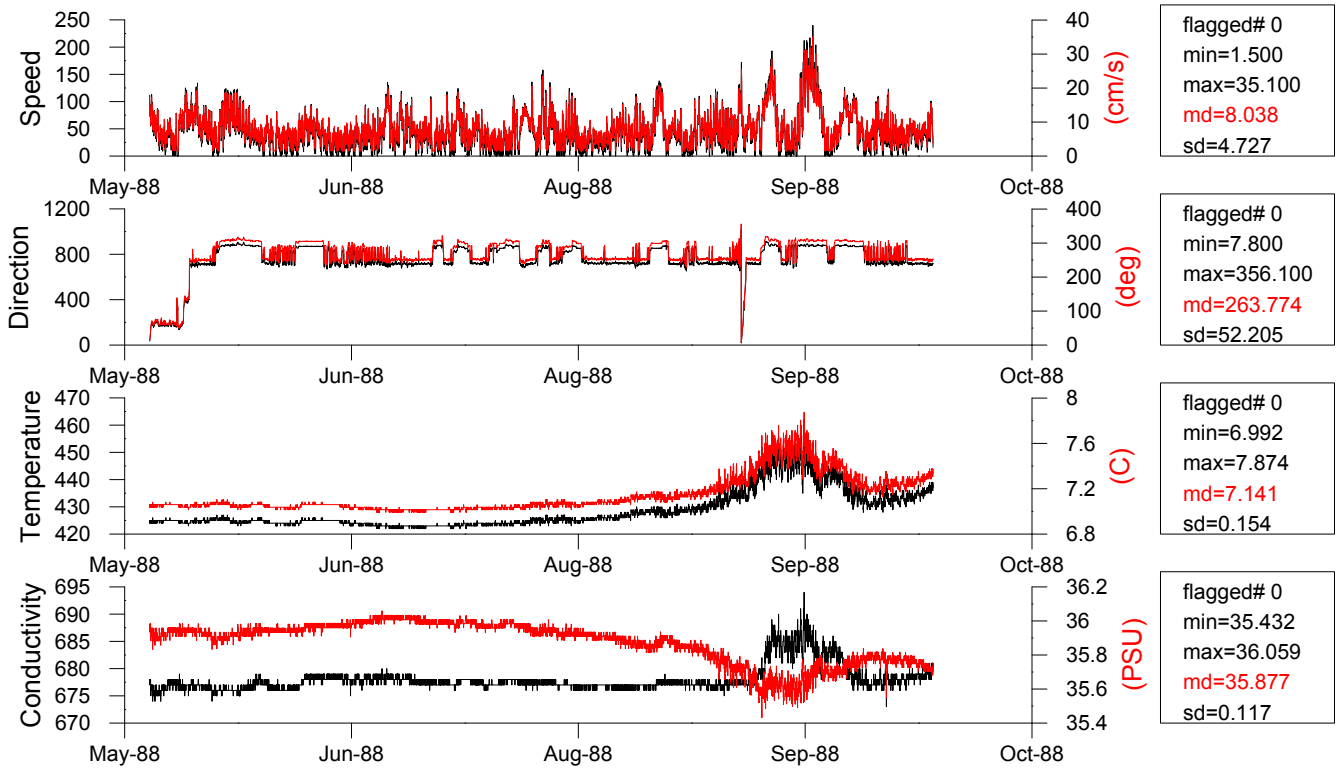 Speed
250
200
150
100
50
0
40
30
20
10
0
(cm/s)
May-88 Jun-88 Aug-88 Sep-88 Oct-88
flagged# 0
min=1.500
max=35.100
md=8.038
sd=4.727
Direction
1200
800
400
0
400
300
200
100
0
(deg)
May-88 Jun-88 Aug-88 Sep-88 Oct-88
flagged# 0
min=7.800
max=356.100
md=263.774
sd=52.205
Temperature
470
460
450
440
430
420
8
7.6
7.2
6.8
(C)
May-88 Jun-88 Aug-88 Sep-88 Oct-88
flagged# 0
min=6.992
max=7.874
md=7.141
sd=0.154
Conductivity
695
690
685
680
675
670
36.2
36
35.8
35.6
35.4
(PSU)
May-88 Jun-88 Aug-88 Sep-88 Oct-88
flagged# 0
min=35.432
max=36.059
md=35.877
sd=0.117